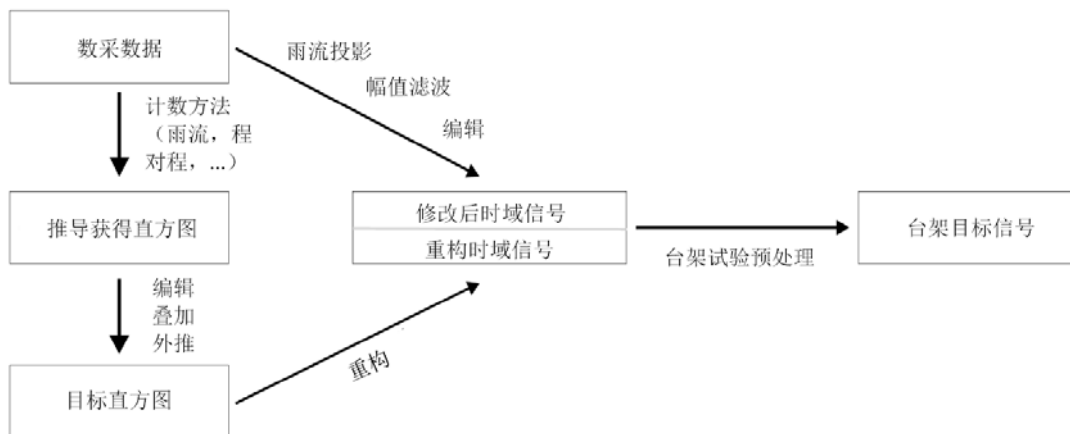 数采数据
雨流投影
幅值滤波
编辑
计数方法
（雨流，程
对程，...）
推导获得直方图
修改后时域信号
重构时域信号
台架试验预处理
台架目标信号
编辑
叠加
外推
重构
目标直方图